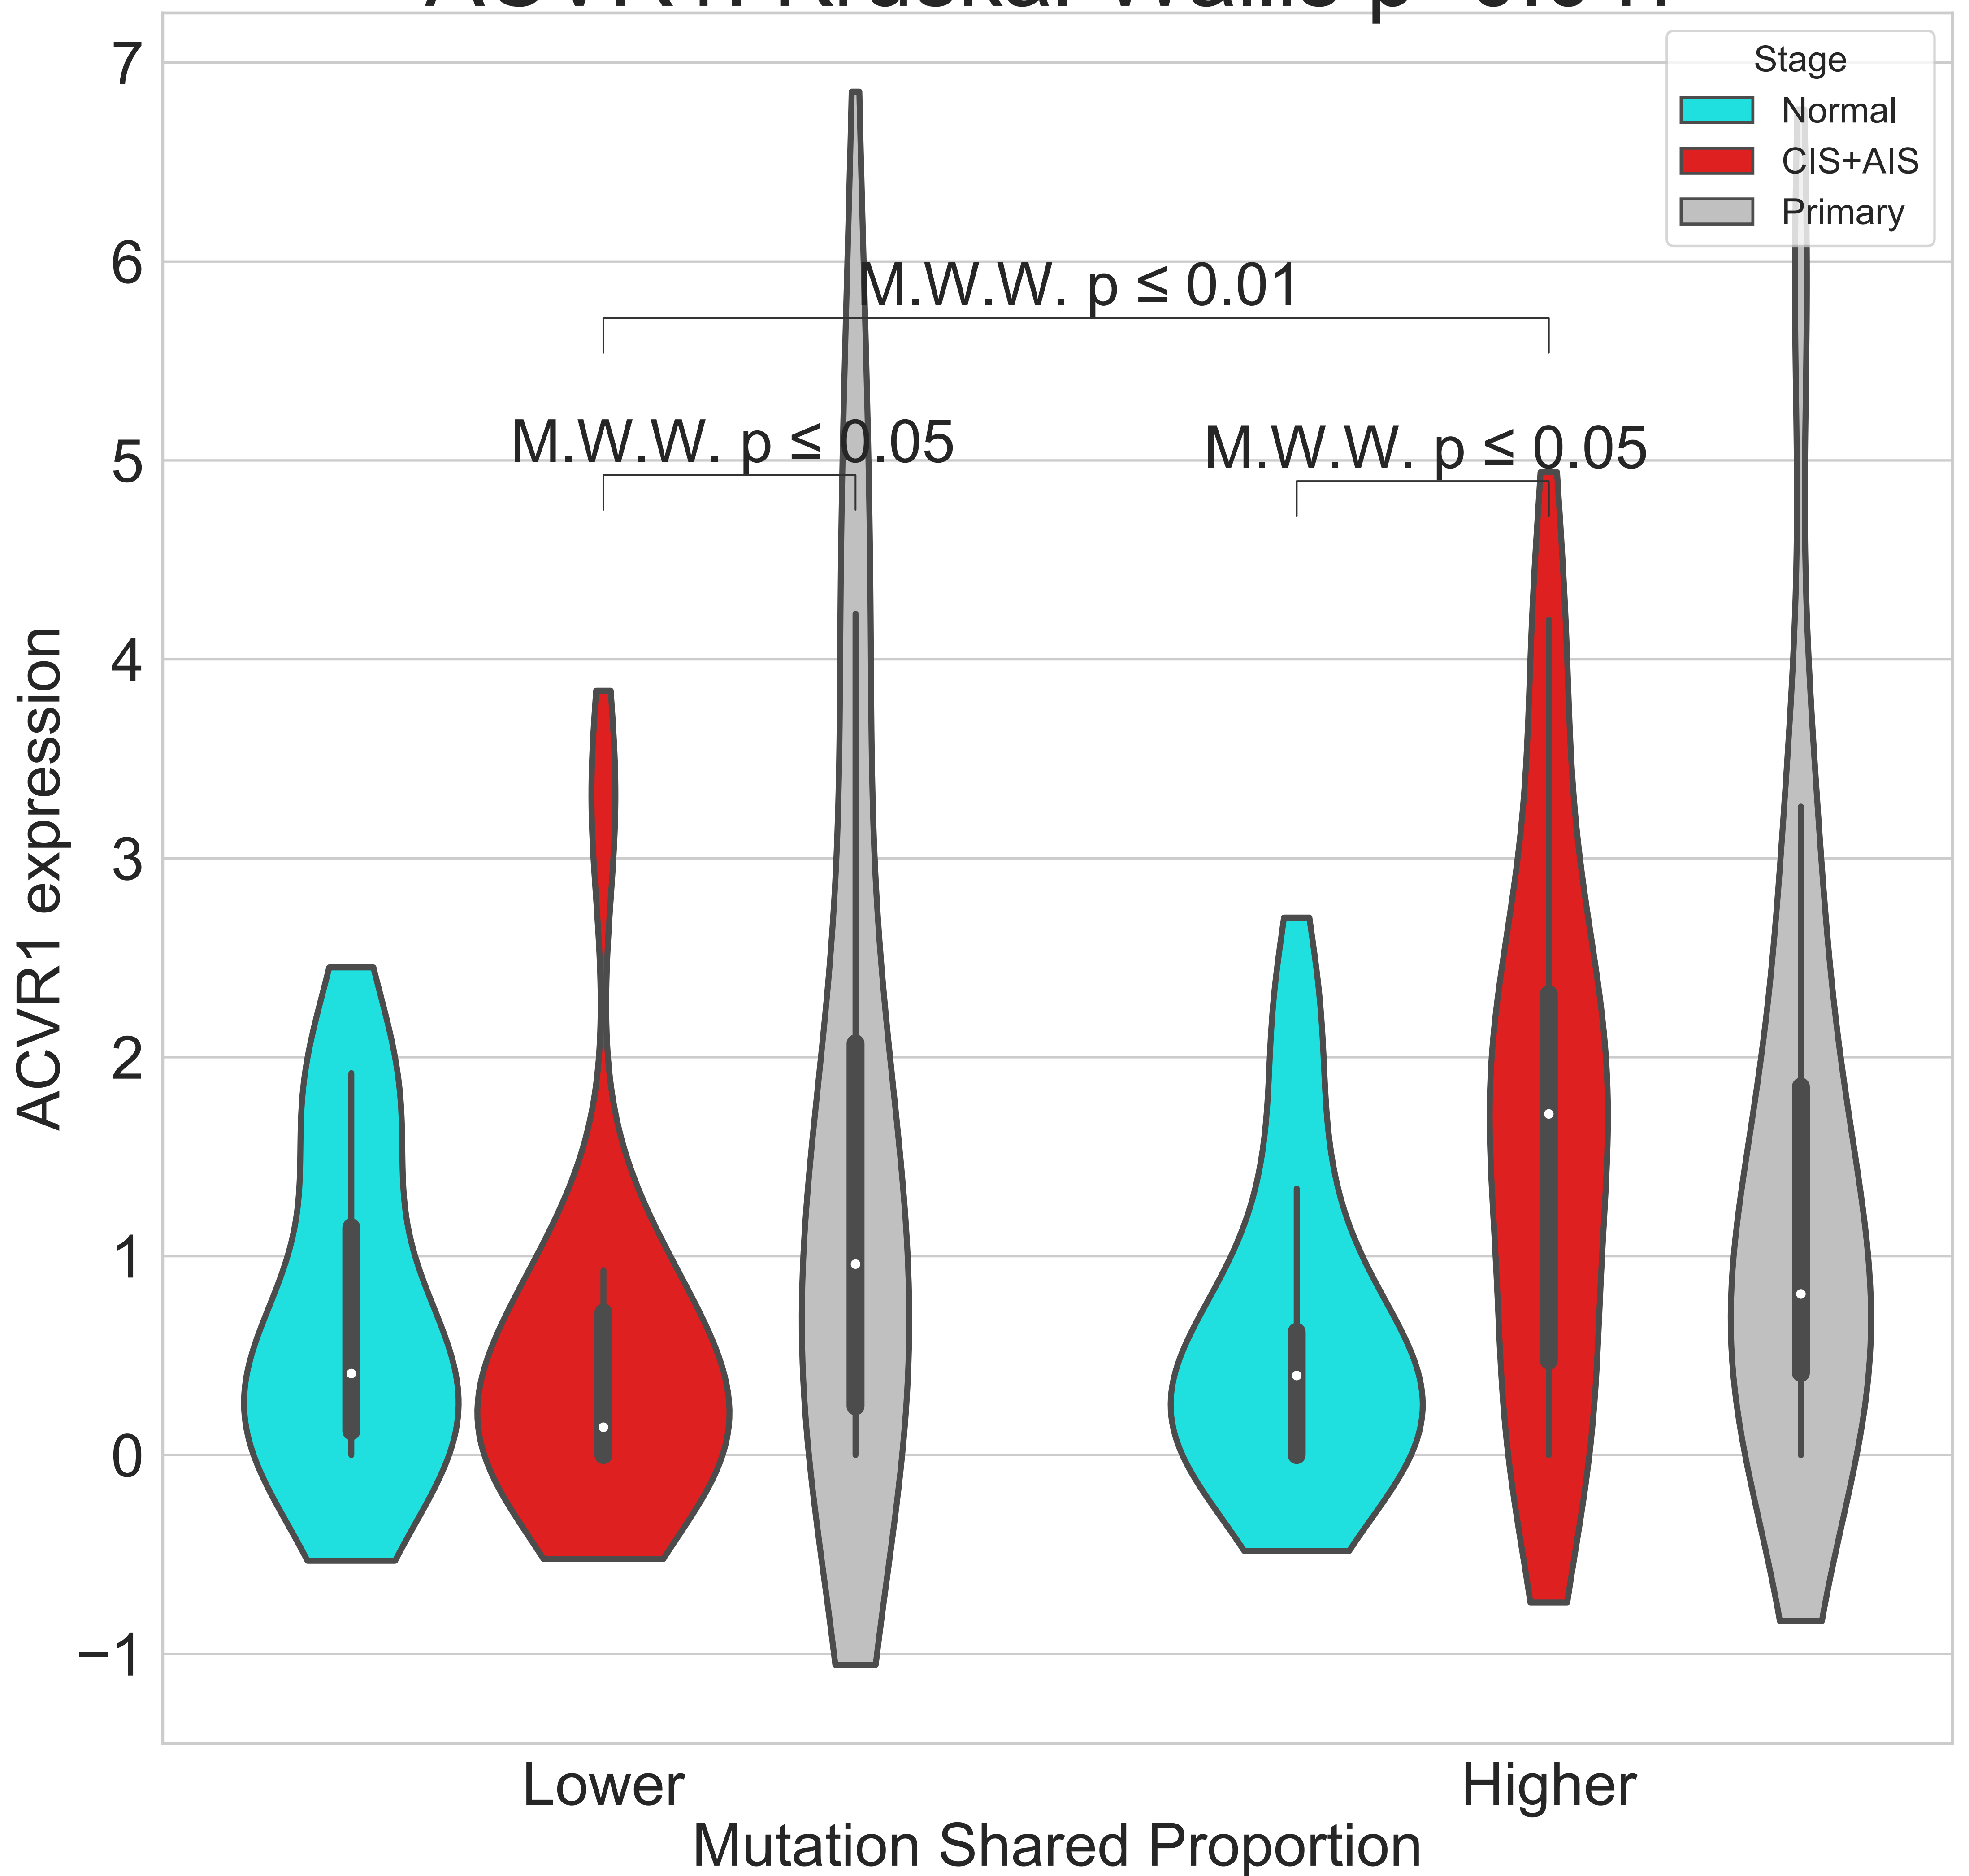 7
6
5
4
3
2
1
0
−1
ACVR1 expression
Stage
Normal
CIS+AIS
Primary
M.W.W. p ≤ 0.01
M.W.W. p ≤ 0.05
M.W.W. p ≤ 0.05
Lower
Higher
Mutation Shared Proportion